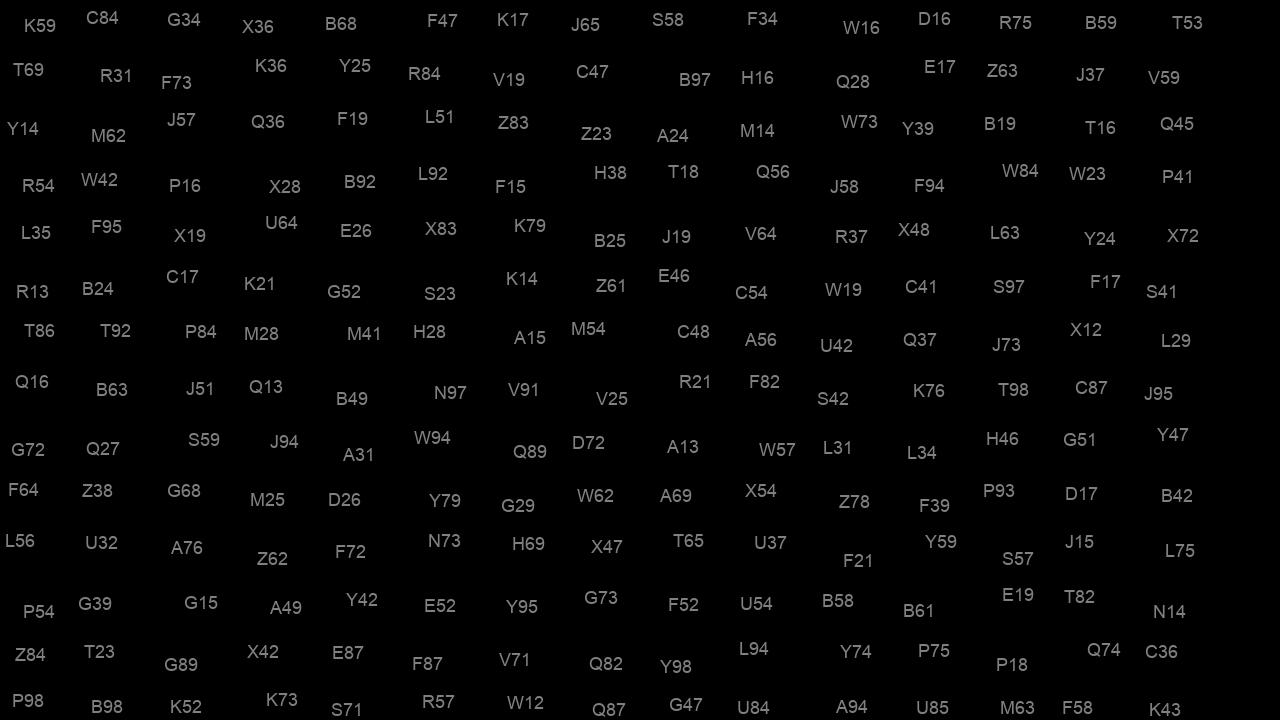 K59 C84 G34 X36 B68 F47 K17 J65 S58 F34 W16 D16 R75 B59 T53
T69 R31 F73 K36 Y25 R84 V19 C47 B97 H16 Q28 E17 Z63 J37 V59
Y14 M62 J57 Q36 F19 L51 Z83 Z23 A24 M14 W73 Y39 B19 T16 Q45
R54 W42 P16 X28 B92 L92 F15 H38 T18 Q56 J58 F94 W84 W23 P41
L35 F95 X19 U64 E26 X83 K79 B25 J19 V64 R37 X48 L63 Y24 X72
R13 B24 C17 K21 G52 S23 K14 Z61 E46 C54 W19 C41 S97 F17 S41
T86 T92 P84 M28 M41 H28 A15 M54 C48 A56 U42 Q37 J73 X12 L29
Q16 B63 J51 Q13 B49 N97 V91 V25 R21 F82 S42 K76 T98 C87 J95
G72 Q27 S59 J94 A31 W94 Q89 D72 A13 W57 L31 L34 H46 G51 Y47
F64 Z38 G68 M25 D26 Y79 G29 W62 A69 X54 Z78 F39 P93 D17 B42
L56 U32 A76 Z62 F72 N73 H69 X47 T65 U37 F21 Y59 S57 J15 L75
P54 G39 G15 A49 Y42 E52 Y95 G73 F52 U54 B58 B61 E19 T82 N14
Z84 T23 G89 X42 E87 F87 V71 Q82 Y98 L94 Y74 P75 P18 Q74 C36
P98 B98 K52 K73 S71 R57 W12 Q87 G47 U84 A94 U85 M63 F58 K43